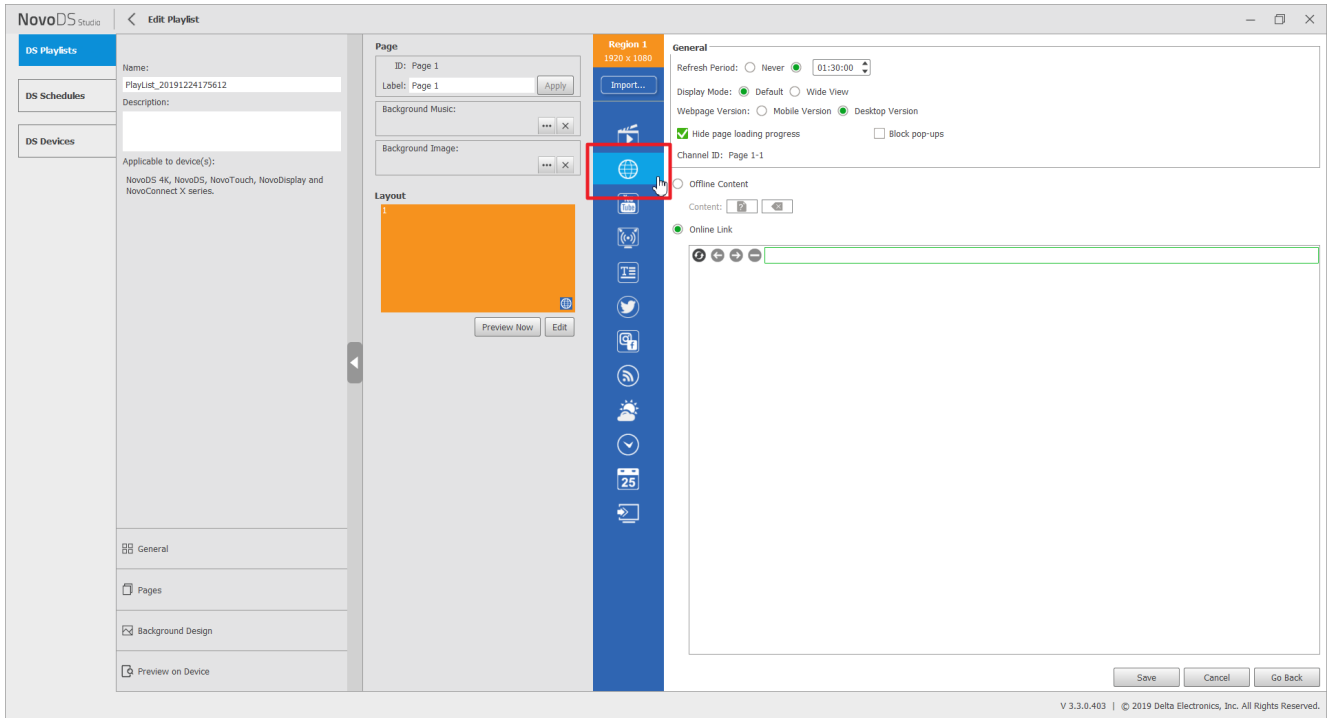 NovoDS Studio
Edit Playlist
DS Playlists
DS Schedules
DS Devices
Name:
PlayList_20191224175612
Description:
Applicable to device(s):
NovoDS 4K, NovoDS, NovoTouch, NovoDisplay and
NovoConnect X series.
General
Pages
Background Design
Preview on Device
Page
ID: Page 1
Label: Page 1 Apply
Background Music:
Background Image:
Layout
1
Preview Now Edit
Region 1
1920 x 1080
Import...
You
Tube
T
f
25
General
Refresh Period: Never 01:30:00
Display Mode: Default Wide View
Webpage Version: Mobile Version Desktop Version
Hide page loading progress Block pop-ups
Channel ID: Page 1-1
Offline Content
Content: ?
Online Link
Save Cancel Go Back
V 3.3.0.403 | © 2019 Delta Electronics, Inc. All Rights Reserved.